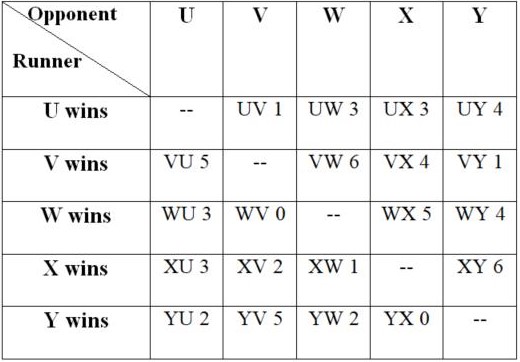 Opponent U V W X Y
Runner
U wins -- UV 1 UW 3 UX 3 UY 4
V wins VU 5 -- VW 6 VX 4 VY 1
W wins WU 3 WV 0 -- WX 5 WY 4
X wins XU 3 XV 2 XW 1 -- XY 6
Y wins YU 2 YV 5 YW 2 YX 0 --